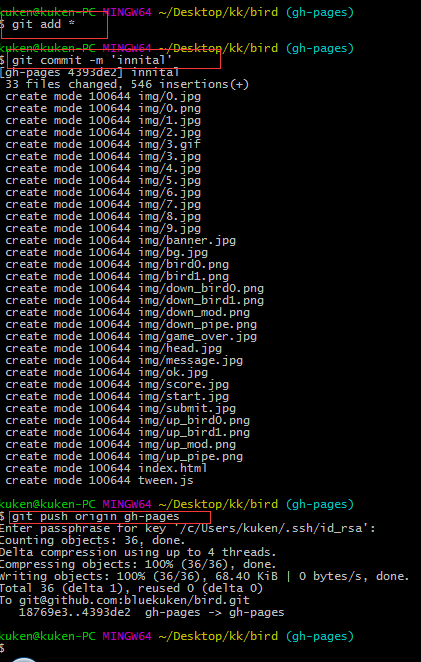 kuken@kuken-PC MINGW64 ~/Desktop/kk/bird (gh-pages)
$ git add *
kuken@kuken-PC MINGW64 ~/Desktop/kk/bird (gh-pages)
$ git commit -m 'innital'
[gh-pages 4393de2] innital
33 files changed, 546 insertions(+)
create mode 100644 img/0.jpg
create mode 100644 img/0.png
create mode 100644 img/1.jpg
create mode 100644 img/2.jpg
create mode 100644 img/3.gif
create mode 100644 img/3.jpg
create mode 100644 img/4.jpg
create mode 100644 img/5.jpg
create mode 100644 img/6.jpg
create mode 100644 img/7.jpg
create mode 100644 img/8.jpg
create mode 100644 img/9.jpg
create mode 100644 img/banner.jpg
create mode 100644 img/bg.jpg
create mode 100644 img/bird0.png
create mode 100644 img/bird1.png
create mode 100644 img/down_bird0.png
create mode 100644 img/down_bird1.png
create mode 100644 img/down_mod.png
create mode 100644 img/down_pipe.png
create mode 100644 img/game_over.jpg
create mode 100644 img/head.jpg
create mode 100644 img/message.jpg
create mode 100644 img/ok.jpg
create mode 100644 img/score.jpg
create mode 100644 img/start.jpg
create mode 100644 img/submit.jpg
create mode 100644 img/up_bird0.png
create mode 100644 img/up_bird1.png
create mode 100644 img/up_mod.png
create mode 100644 img/up_pipe.png
create mode 100644 index.html
create mode 100644 tween.js
kuken@kuken-PC MINGW64 ~/Desktop/kk/bird (gh-pages)
$ git push origin gh-pages
Enter passphrase for key '/c/Users/kuken/.ssh/id_rsa':
Counting objects: 36, done.
Delta compression using up to 4 threads.
Compressing objects: 100% (36/36), done.
Writing objects: 100% (36/36), 68.40 KiB | 0 bytes/s, done.
Total 36 (delta 1), reused 0 (delta 0)
To git@github.com:bluekuken/bird.git
18769e3..4393de2 gh-pages -> gh-pages
kuken@kuken-PC MINGW64 ~/Desktop/kk/bird (gh-pages)
$